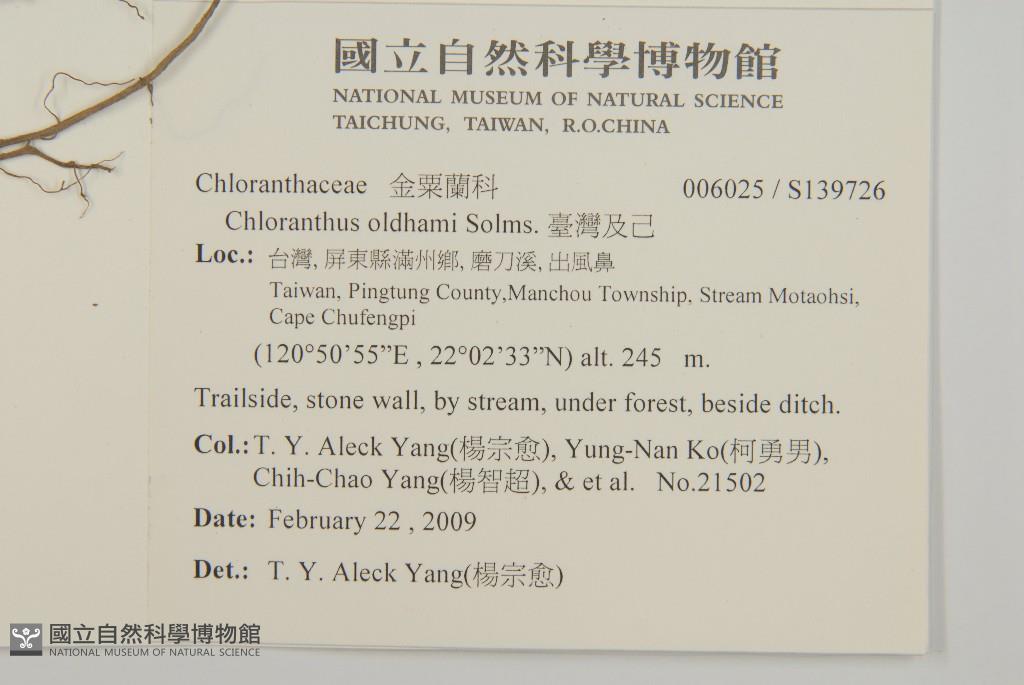 國立自然科學博物館
NATIONAL MUSEUM OF NATURAL SCIENCE
TAICHUNG, TAIWAN, R.O.CHINA
Chloranthaceae 金粟蘭科 006025 / S139726
Chloranthus oldhami Solms. 臺灣及己
Loc.: 台灣, 屏東縣滿州鄉, 磨刀溪, 出風鼻
Taiwan, Pingtung County,Manchou Township, Stream Motaohsi,
Cape Chufengpi
(120°50’55”E , 22°02’33”N) alt. 245 m.
Trailside, stone wall, by stream, under forest, beside ditch.
Col.: T. Y. Aleck Yang(楊宗愈), Yung-Nan Ko(柯勇男),
Chih-Chao Yang(楊智超), & et al. No.21502
Date: February 22 , 2009
Det.: T. Y. Aleck Yang(楊宗愈)
國立自然科學博物館
NATIONAL MUSEUM OF NATURAL SCIENCE